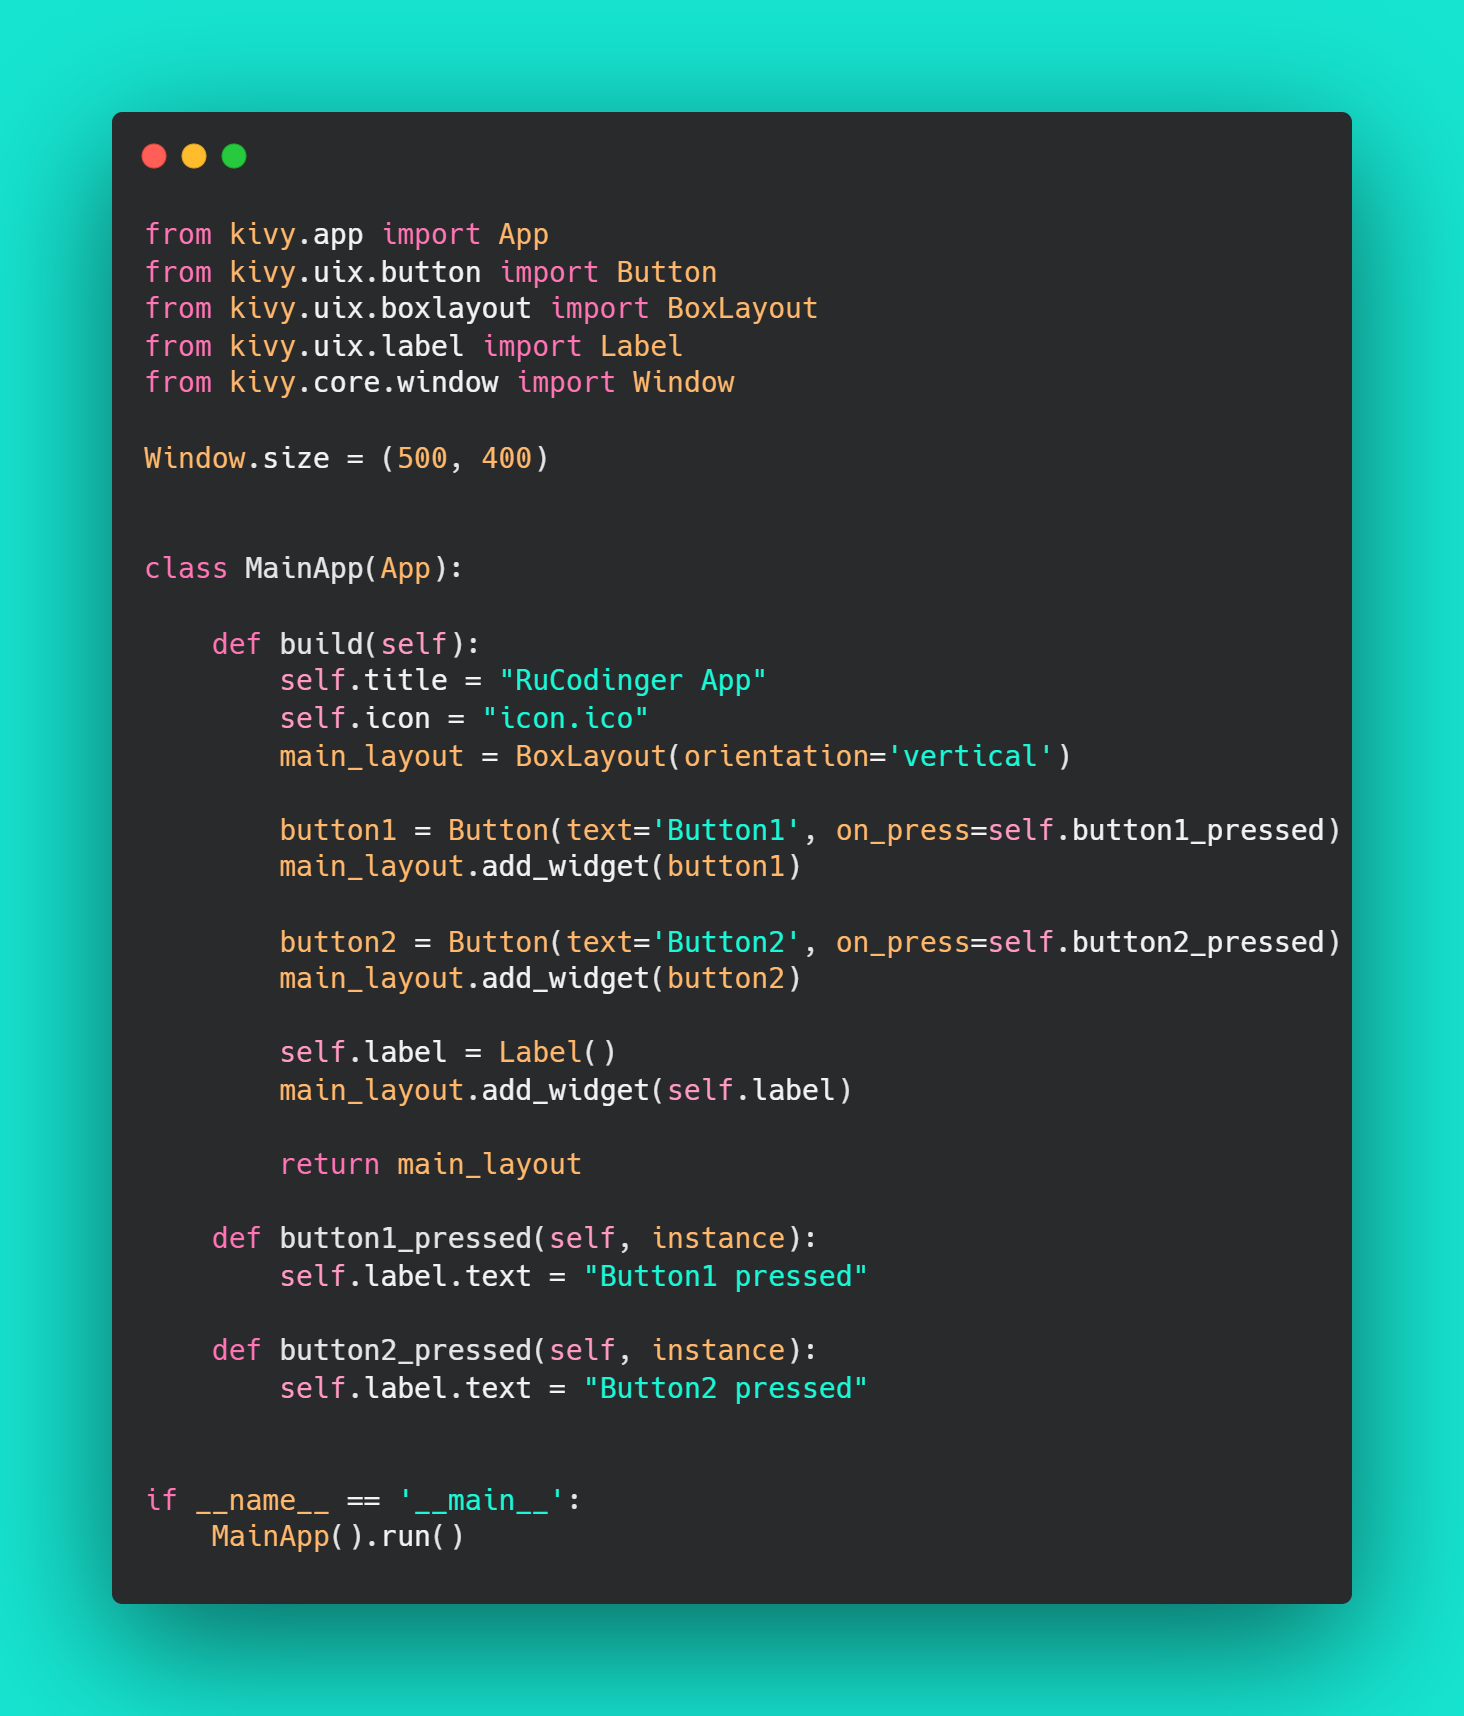 from kivy.app import App
from kivy.uix.button import Button
from kivy.uix.boxlayout import BoxLayout
from kivy.uix.label import Label
from kivy.core.window import Window

Window.size = (500, 400)


class MainApp(App):

    def build(self):
        self.title = "RuCodinger App"
        self.icon = "icon.ico"
        main_layout = BoxLayout(orientation='vertical')

        button1 = Button(text='Button1', on_press=self.button1_pressed)
        main_layout.add_widget(button1)

        button2 = Button(text='Button2', on_press=self.button2_pressed)
        main_layout.add_widget(button2)

        self.label = Label()
        main_layout.add_widget(self.label)

        return main_layout

    def button1_pressed(self, instance):
        self.label.text = "Button1 pressed"

    def button2_pressed(self, instance):
        self.label.text = "Button2 pressed"


if __name__ == '__main__':
    MainApp().run()